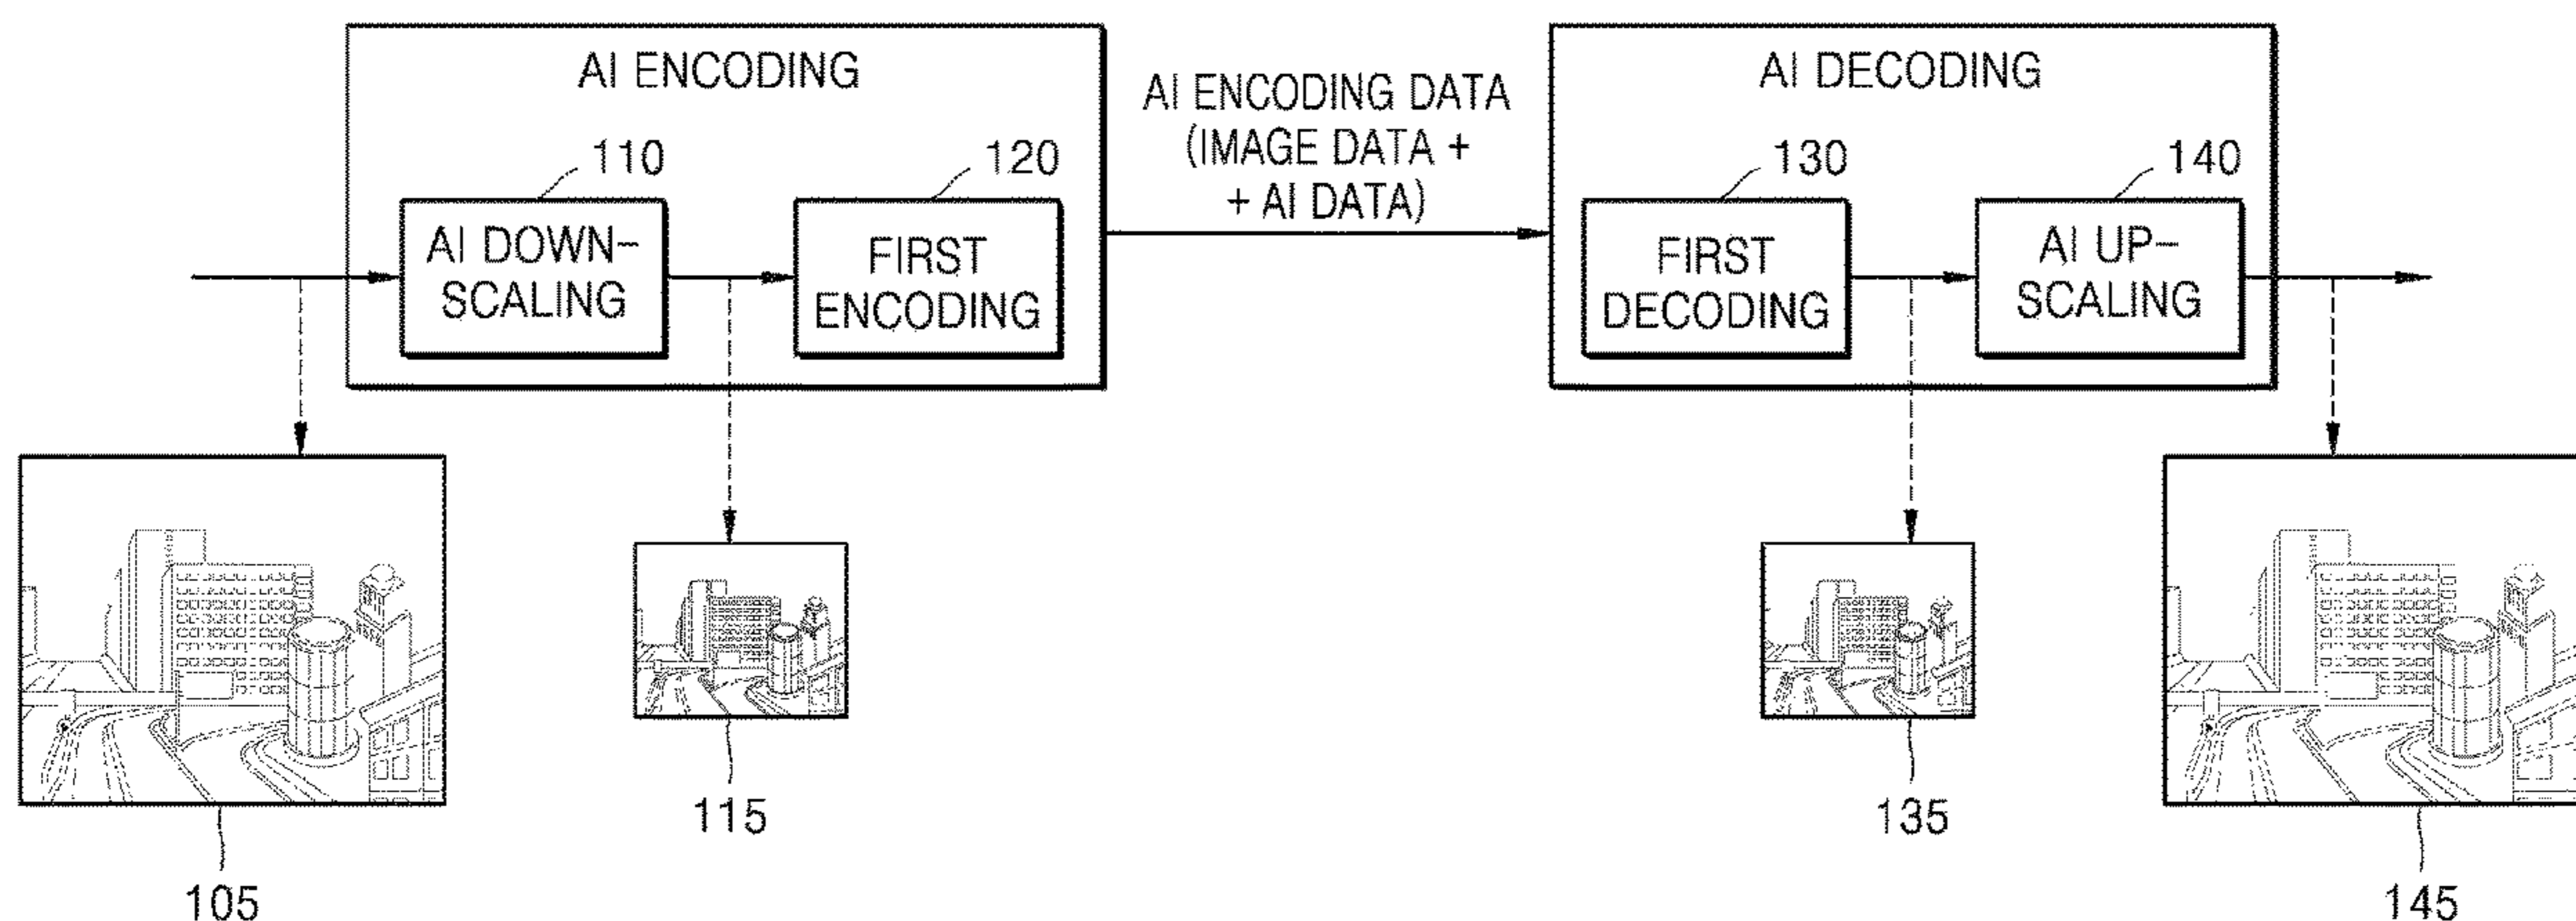 AI ENCODING
110
120
AI DOWN-
SCALING
FIRST
ENCODING
AI ENCODING DATA
(IMAGE DATA +
+ AI DATA)
AI DECODING
130
140
FIRST
DECODING
AI UP-
SCALING
105
115
135
145